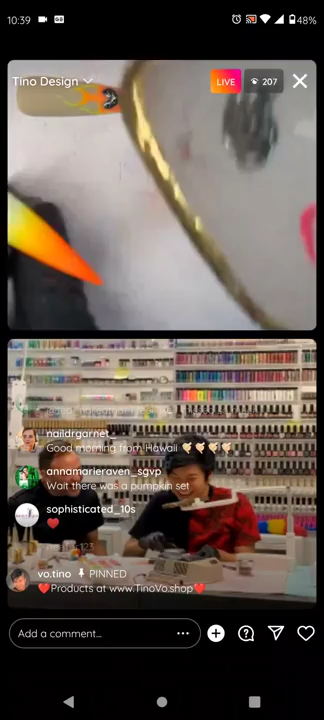 10:39
48%
Tino Design
LIVE
207
naildrgarnet
Good morning from Hawaii
annamarieraven_sgvp
Wait there was a pumpkin set
sophisticated_10s
vo.tino PINNED
Products at www.TinoVo.shop
Add a comment...